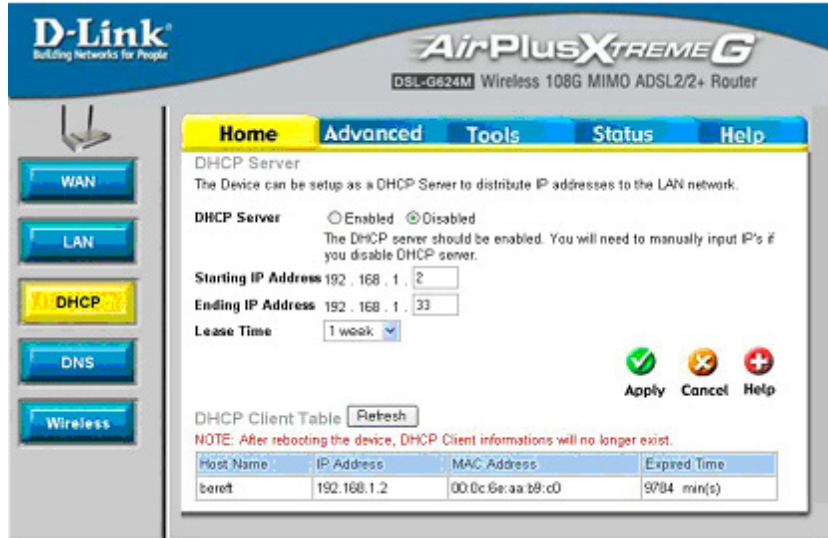 D-Link
Building Networks for People
AirPlusXTREMEG
DSL-G624M Wireless 108G MIMO ADSL2/2+ Router
Home Advanced Tools Status Help
WAN
LAN
DHCP
DNS
Wireless
DHCP Server
The Device can be setup as a DHCP Server to distribute IP addresses to the LAN network.
DHCP Server Enabled Disabled
The DHCP server should be enabled. You will need to manually input IP's if
you disable DHCP server.
Starting IP Address 192 . 168 . 1 . 2
Ending IP Address 192 . 168 . 1 . 33
Lease Time 1 week
Apply Cancel Help
DHCP Client Table Refresh
NOTE: After rebooting the device, DHCP Client informations will no longer exist.
Host Name IP Address MAC Address Expired Time
bereft 192.168.1.2 00:0c:6e:aa:b9:c0 9784 min(s)